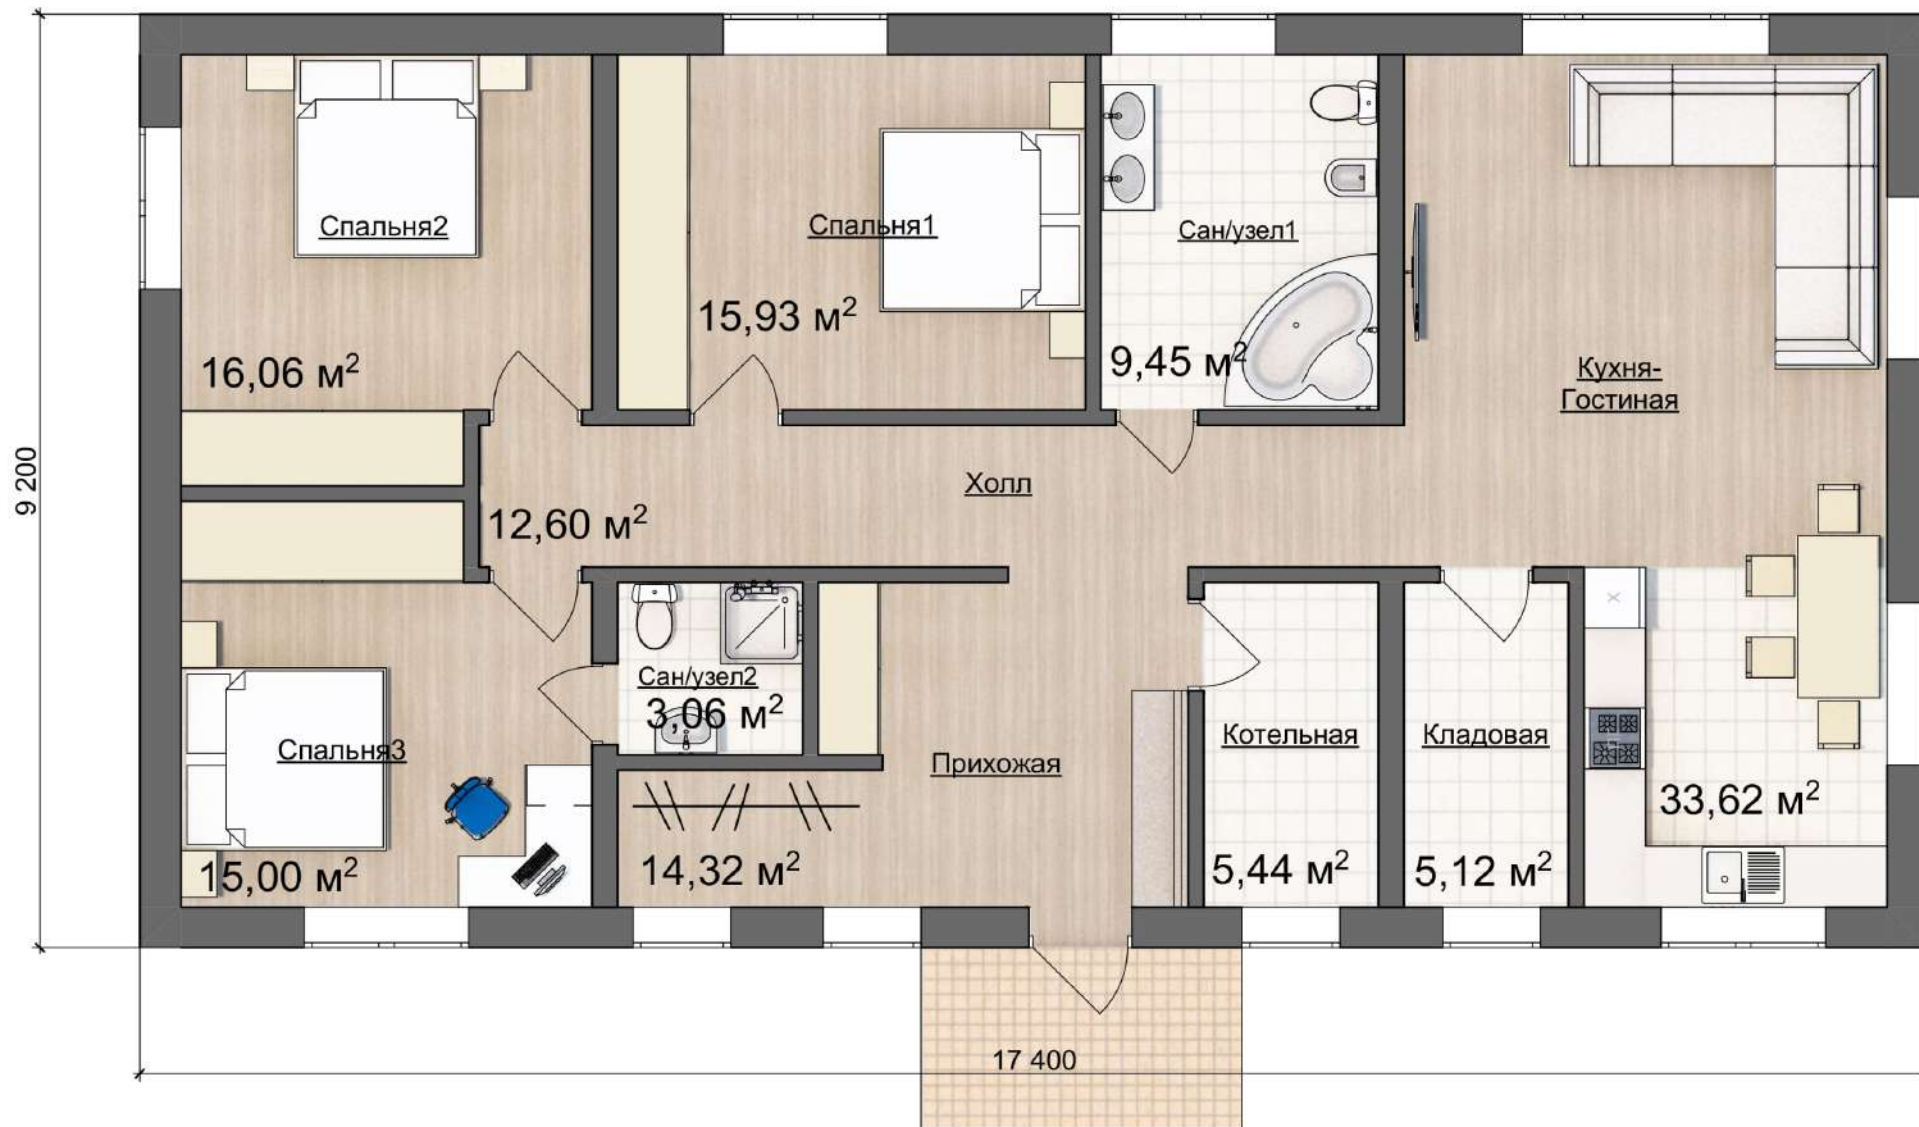 Спальня2
Спальня1
Сан/узел1
15,93 м²
16,06 м²
9,45 м²
Кухня-
Гостиная
9 200
Холл
12,60 м²
Сан/узел2
3,06 м²
Спальня3
Прихожая
Котельная
Кладовая
33,62 м²
15,00 м²
14,32 м²
5,44 м²
5,12 м²
17 400